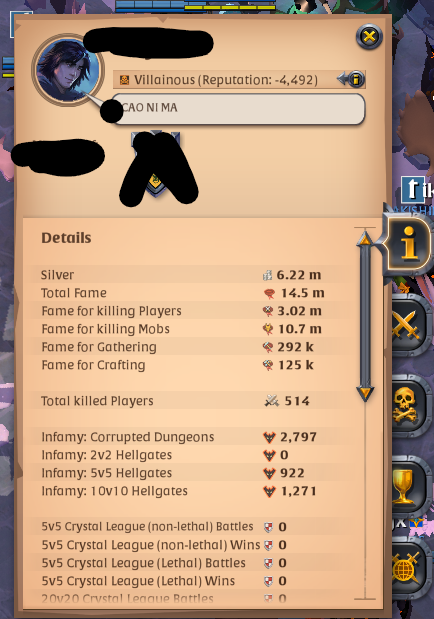 Villainous (Reputation: -4,492)
CAO NI MA
Details
Silver 6.22 m
Total Fame 14.5 m
Fame for killing Players 3.02 m
Fame for killing Mobs 10.7 m
Fame for Gathering 292 k
Fame for Crafting 125 k
Total killed Players 514
Infamy: Corrupted Dungeons 2,797
Infamy: 2v2 Hellgates 0
Infamy: 5v5 Hellgates 922
Infamy: 10v10 Hellgates 1,271
5v5 Crystal League (non-lethal) Battles 0
5v5 Crystal League (non-lethal) Wins 0
5v5 Crystal League (Lethal) Battles 0
5v5 Crystal League (Lethal) Wins 0
20v20 Crystal League Battles 0